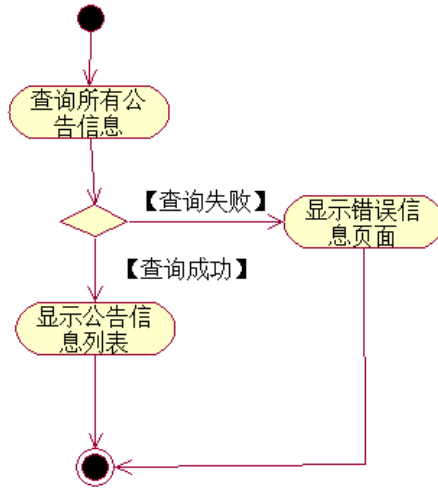 查询所有公
告信息
【查询失败】
显示错误信
息页面
【查询成功】
显示公告信
息列表